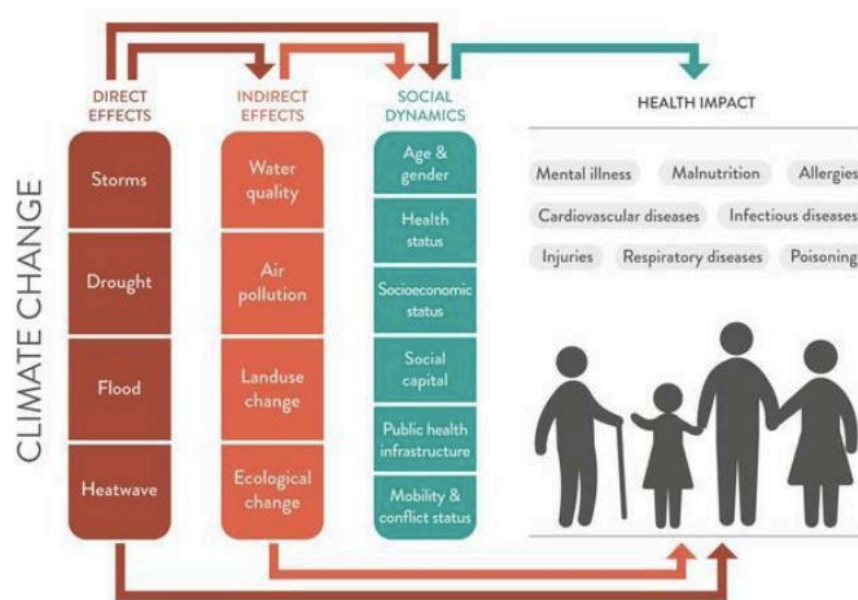 CLIMATE CHANGE
DIRECT
EFFECTS
Storms
Drought
Flood
Heatwave
INDIRECT
EFFECTS
Water
quality
Air
pollution
Landuse
change
Ecological
change
SOCIAL
DYNAMICS
Age &
gender
Health
status
Socioeconomic
status
Social
capital
Public health
infrastructure
Mobility &
conflict status
HEALTH IMPACT
Mental illness
Malnutrition
Allergies
Cardiovascular diseases
Infectious diseases
Injuries
Respiratory diseases
Poisoning